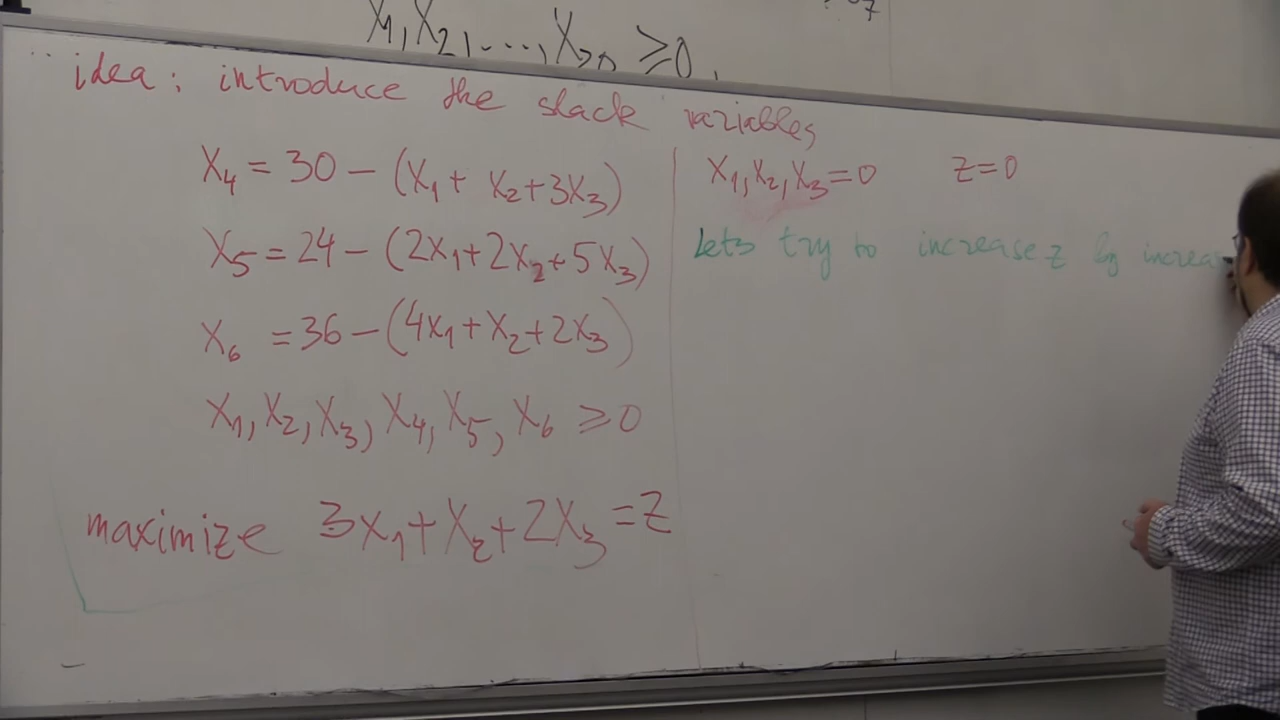 X1, X2, ..., X20 ≥ 0,
idea: introduce the slack variables
X4 = 30 − (X1 + X2 + 3X3)
X5 = 24 − (2X1 + 2X2 + 5X3)
X6 = 36 − (4X1 + X2 + 2X3)
X1, X2, X3, X4, X5, X6 ≥ 0
maximize 3X1 + X2 + 2X3 = Z
X1, X2, X3 = 0 Z = 0
Lets try to increase z by increa